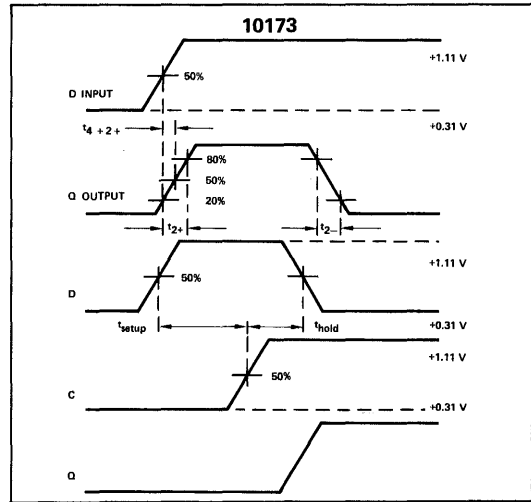 10173
+1.11 V
50%
D INPUT
+0.31 V
t4 +2+
80%
50%
Q OUTPUT
20%
t2+
t2–
+1.11 V
D
50%
+0.31 V
tsetup
thold
+1.11 V
50%
C
+0.31 V
Q